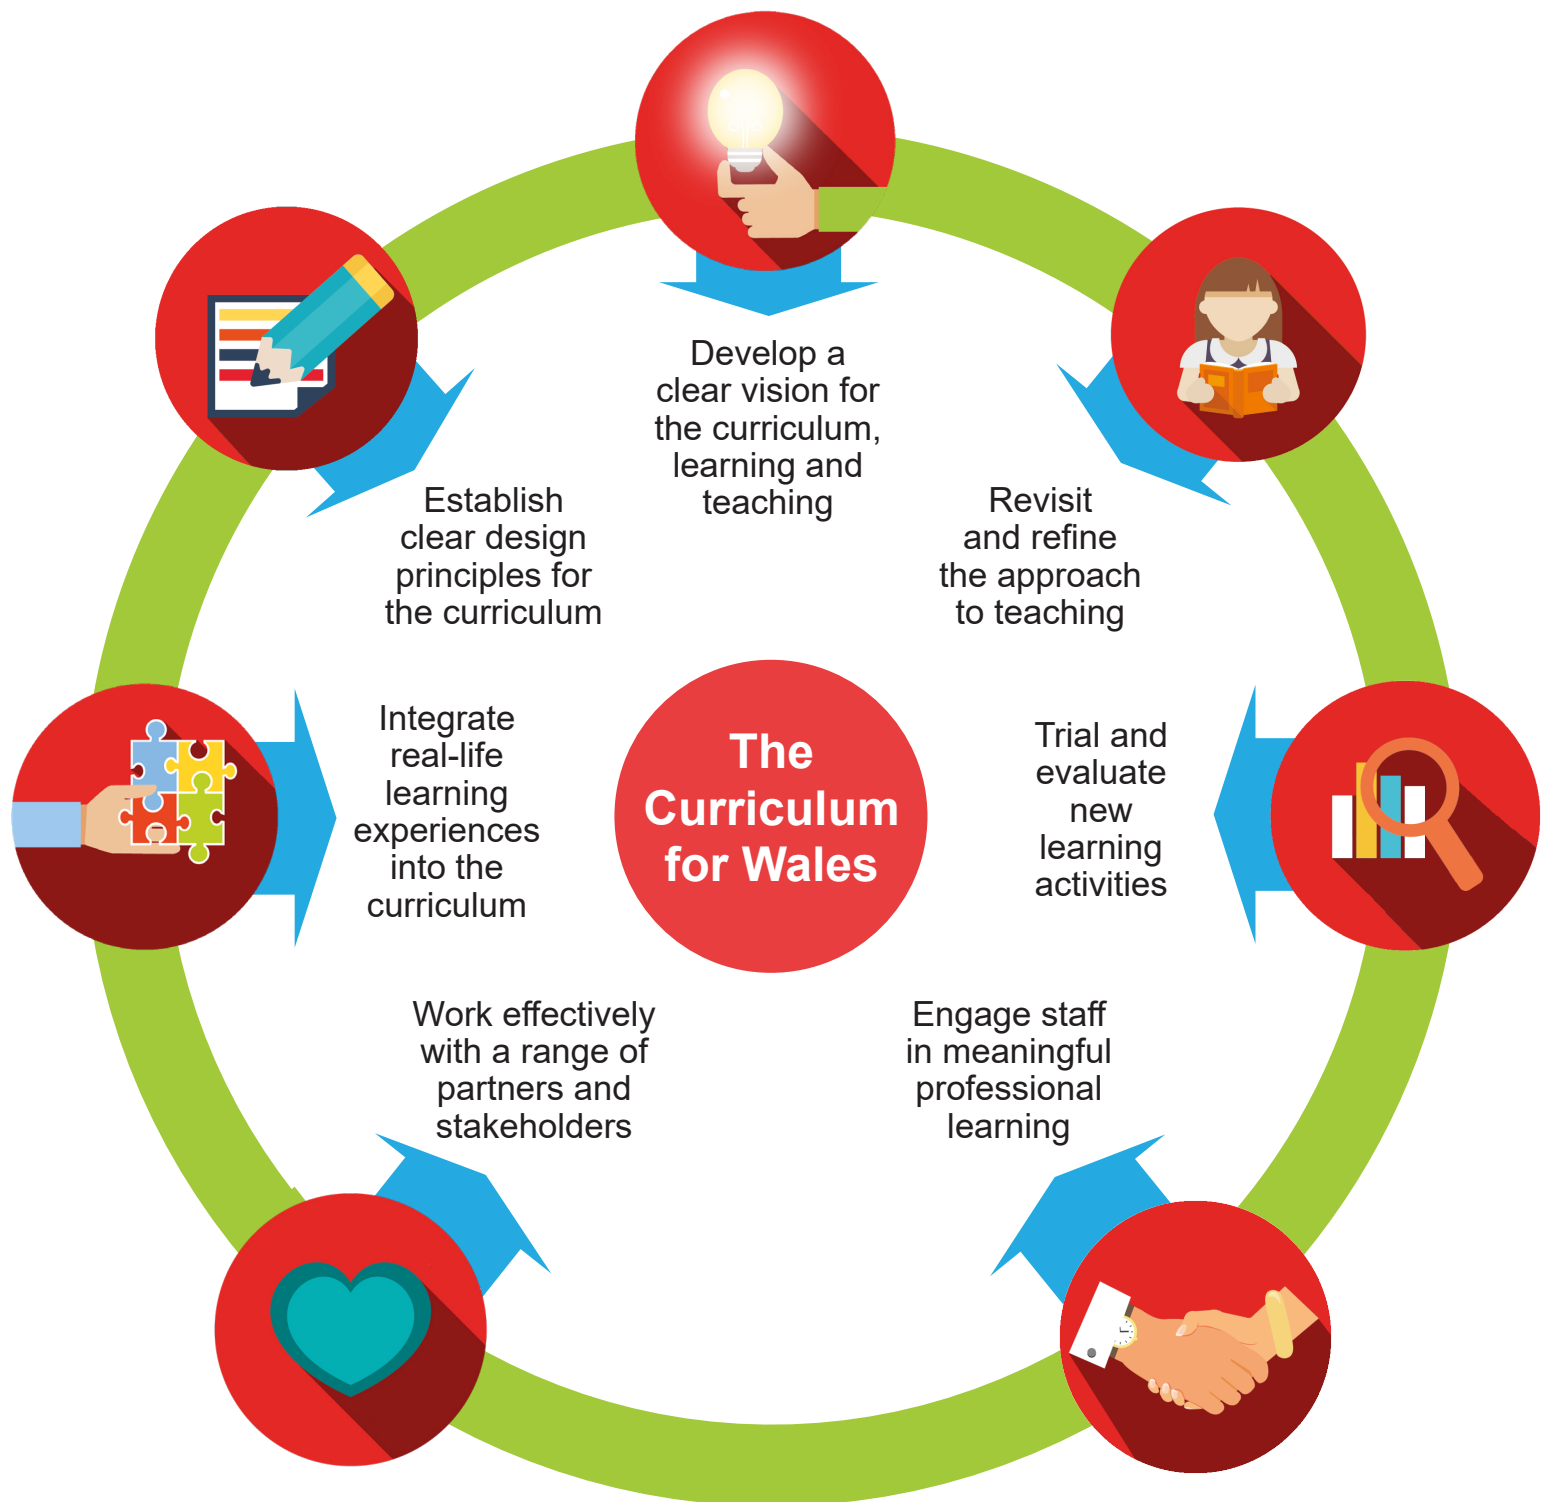 Develop a
clear vision for
the curriculum,
learning and
teaching
Revisit
and refine
the approach
to teaching
Trial and
evaluate
new
learning
activities
Engage staff
in meaningful
professional
learning
Work effectively
with a range of
partners and
stakeholders
Integrate
real-life
learning
experiences
into the
curriculum
Establish
clear design
principles for
the curriculum
The
Curriculum
for Wales